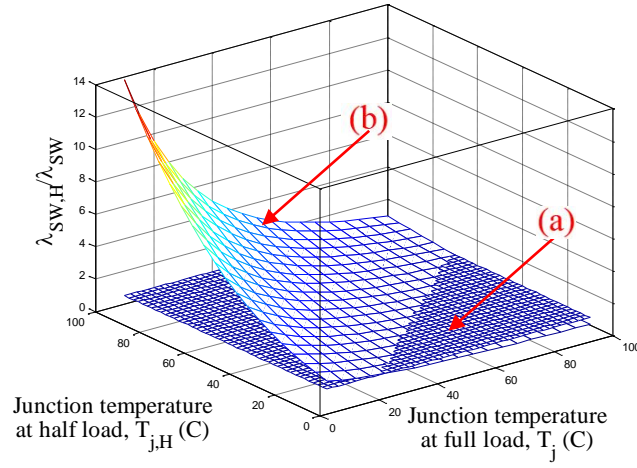 14
12
10
8
6
4
2
0
λSW,H/λSW
(b)
(a)
100
80
60
40
20
0
0
20
40
60
80
100
Junction temperature
at half load, Tj,H (C)
Junction temperature
at full load, Tj (C)